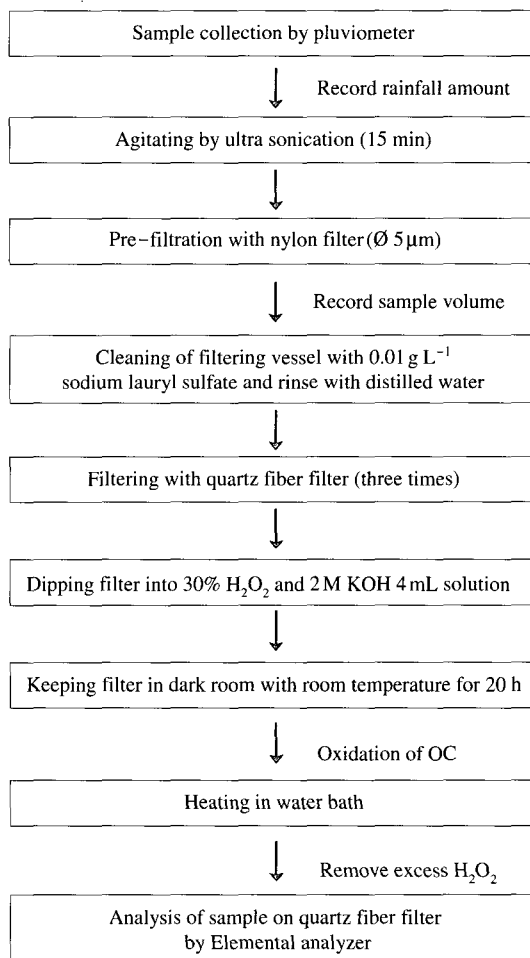 Sample collection by pluviometer
Record rainfall amount
Agitating by ultra sonication (15 min)
Pre-filtration with nylon filter (Ø 5 μm)
Record sample volume
Cleaning of filtering vessel with 0.01 g L⁻¹
sodium lauryl sulfate and rinse with distilled water
Filtering with quartz fiber filter (three times)
Dipping filter into 30% H₂O₂ and 2 M KOH 4 mL solution
Keeping filter in dark room with room temperature for 20 h
Oxidation of OC
Heating in water bath
Remove excess H₂O₂
Analysis of sample on quartz fiber filter
by Elemental analyzer